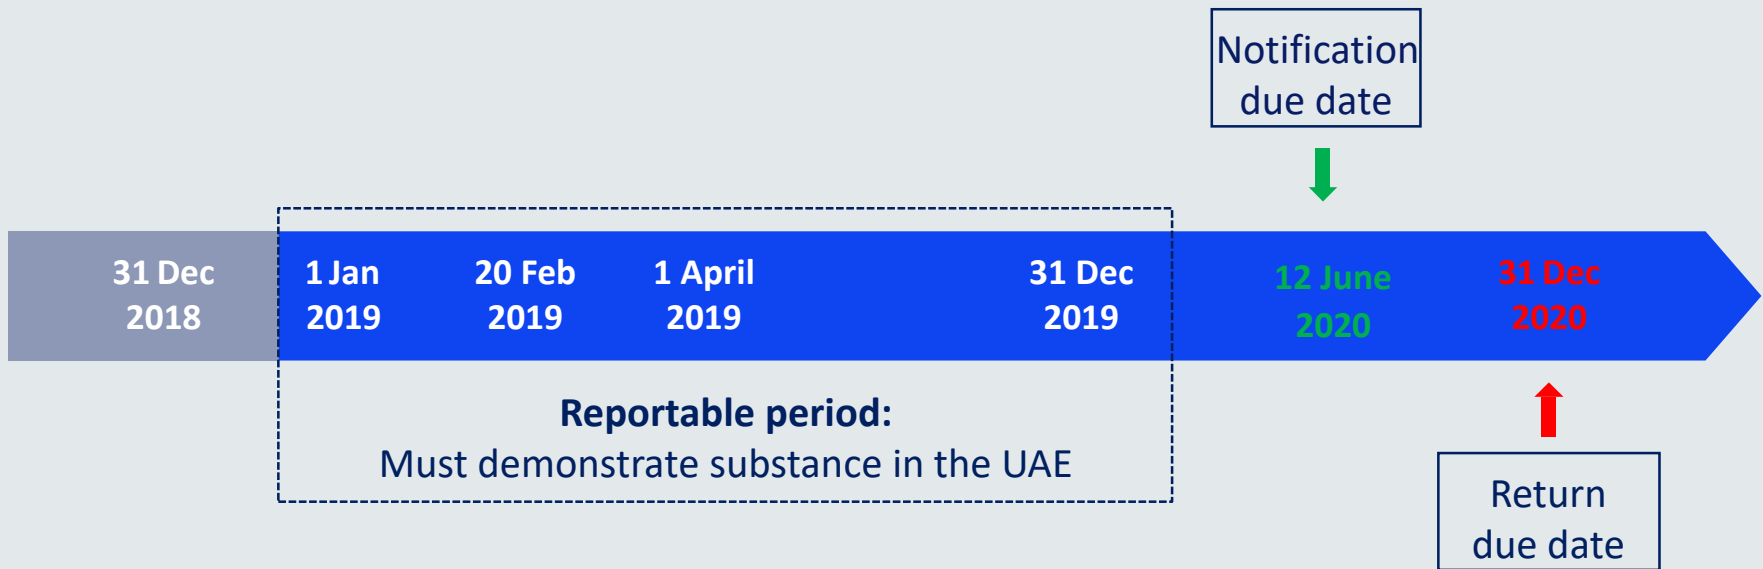 Notification
due date
31 Dec
2018
1 Jan
2019
20 Feb
2019
1 April
2019
31 Dec
2019
12 June
2020
31 Dec
2020
Reportable period:
Must demonstrate substance in the UAE
Return
due date